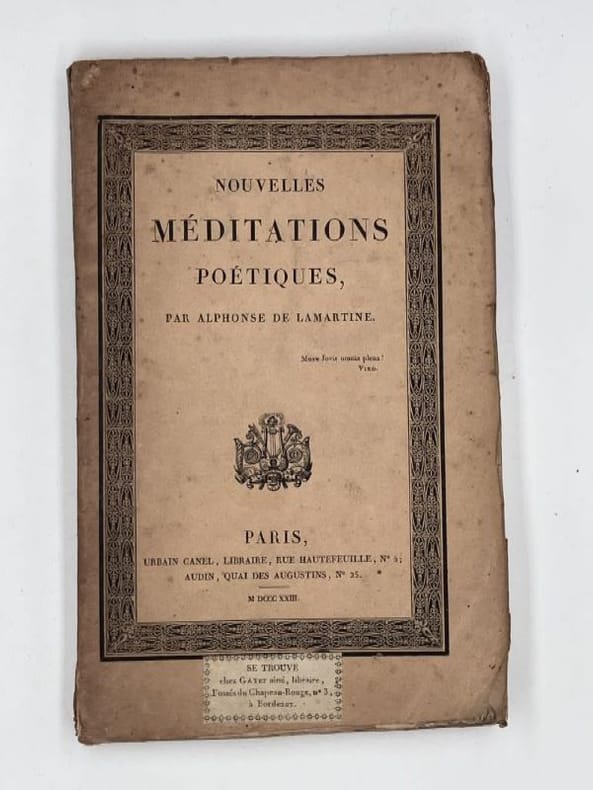 NOUVELLES
MÉDITATIONS
POÉTIQUES,
PAR ALPHONSE DE LAMARTINE.
Musæ Jovis omnia plena!
VIRG.
PARIS,
URBAIN CANEL, LIBRAIRE, RUE HAUTEFEUILLE, N° 5;
AUDIN, QUAI DES AUGUSTINS, N° 25.
M DCCC XXIII.
SE TROUVE
chez GAYET aîné, libraire,
Fossés du Chapeau-Rouge, n° 3,
à Bordeaux.